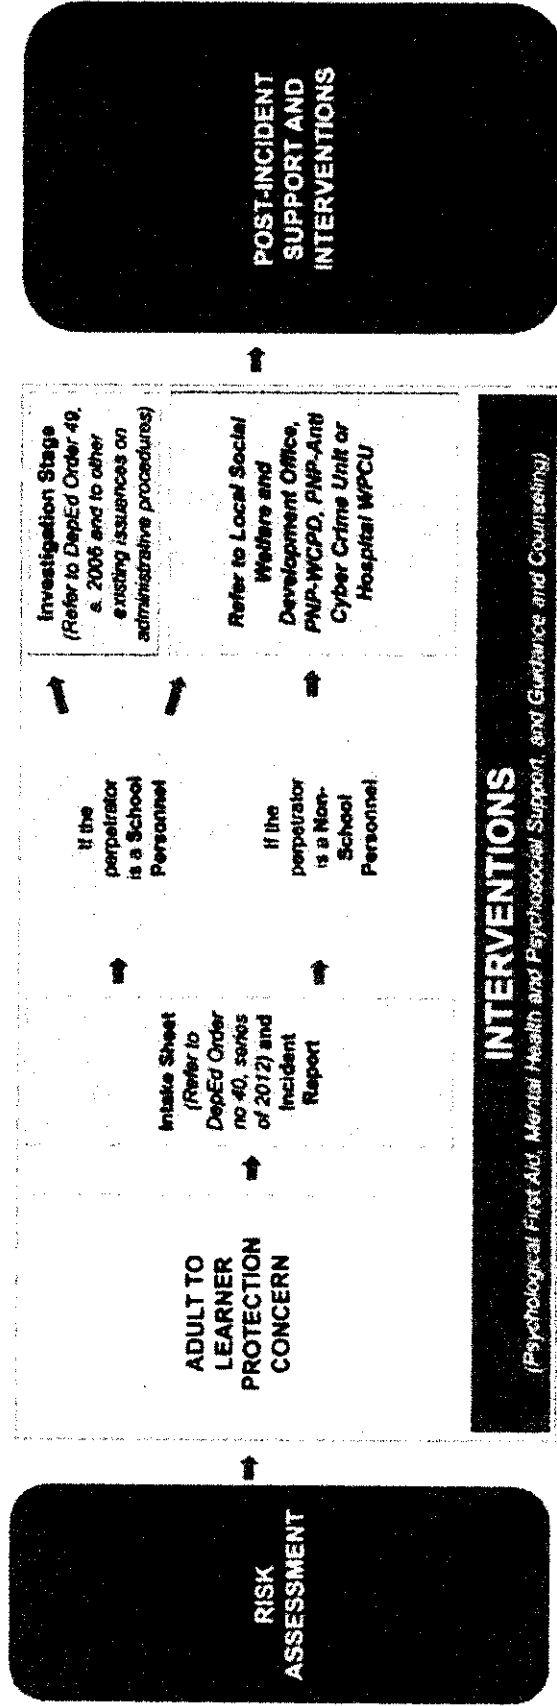 RISK
ASSESSMENT
ADULT TO
LEARNER
PROTECTION
CONCERN
Intake Sheet
(Refer to
DepEd Order
no 40, series
of 2012) and
Incident
Report
If the
perpetrator
is a School
Personnel
If the
perpetrator
is a Non-
School
Personnel
Investigation Stage
(Refer to DepEd Order 49,
s. 2006 and to other
existing issuances on
administrative procedures)
Refer to Local Social
Welfare and
Development Office,
PNP-WCPD, PNP-Anti
Cyber Crime Unit or
Hospital WPCU
INTERVENTIONS
(Psychological First Aid, Mental Health and Psychosocial Support, and Guidance and Counseling)
POST-INCIDENT
SUPPORT AND
INTERVENTIONS